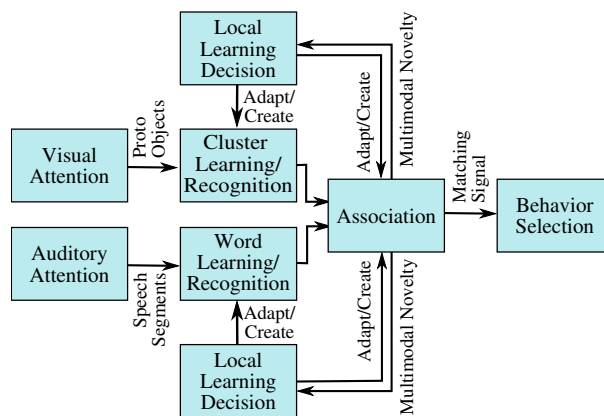 Local
Learning
Decision
Adapt/
Create
Adapt/Create
Multimodal Novelty
Visual
Attention
Proto
Objects
Cluster
Learning/
Recognition
Association
Matching
Signal
Behavior
Selection
Auditory
Attention
Speech
Segments
Word
Learning/
Recognition
Adapt/
Create
Adapt/Create
Multimodal Novelty
Local
Learning
Decision